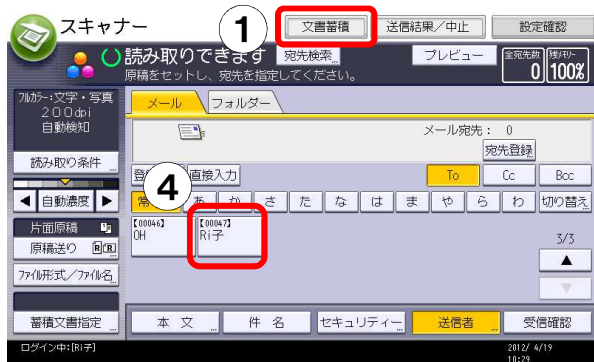 スキャナー
1
文書蓄積
送信結果／中止
設定確認
読み取りできます
宛先検索
プレビュー
全宛先数
0
残ﾒﾓﾘｰ
100%
原稿をセットし、宛先を指定してください。
ﾌﾙｶﾗｰ:文字・写真
200dpi
自動検知
読み取り条件
自動濃度
片面原稿
原稿送り
ﾌｧｲﾙ形式／ﾌｧｲﾙ名
蓄積文書指定
メール
フォルダー
メール宛先： 0
宛先登録
直接入力
To
Cc
Bcc
4
あ
か
さ
た
な
は
ま
や
ら
わ
切り替え
【00046】
OH
【00047】
Ri子
3/3
▲
▼
本文
件名
セキュリティー
送信者
受信確認
ログイン中:[Ri子]
2012/ 4/19
10:29